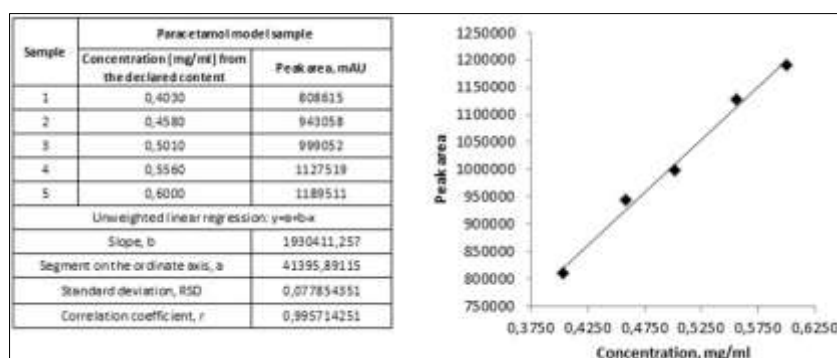 Sample
Paracetamol model sample
Concentration (mg/ml) from
the declared content
Peak area, mAU
1 0,4030 808615
2 0,4580 943058
3 0,5010 999052
4 0,5560 1127519
5 0,6000 1189511
Unweighted linear regression: y=a+b·x
Slope, b 1930411,257
Segment on the ordinate axis, a 41395,89115
Standard deviation, RSD 0,077854351
Correlation coefficient, r 0,995714251
Peak area
1250000
1200000
1150000
1100000
1050000
1000000
950000
900000
850000
800000
750000
0,3750 0,4250 0,4750 0,5250 0,5750 0,6250
Concentration, mg/ml